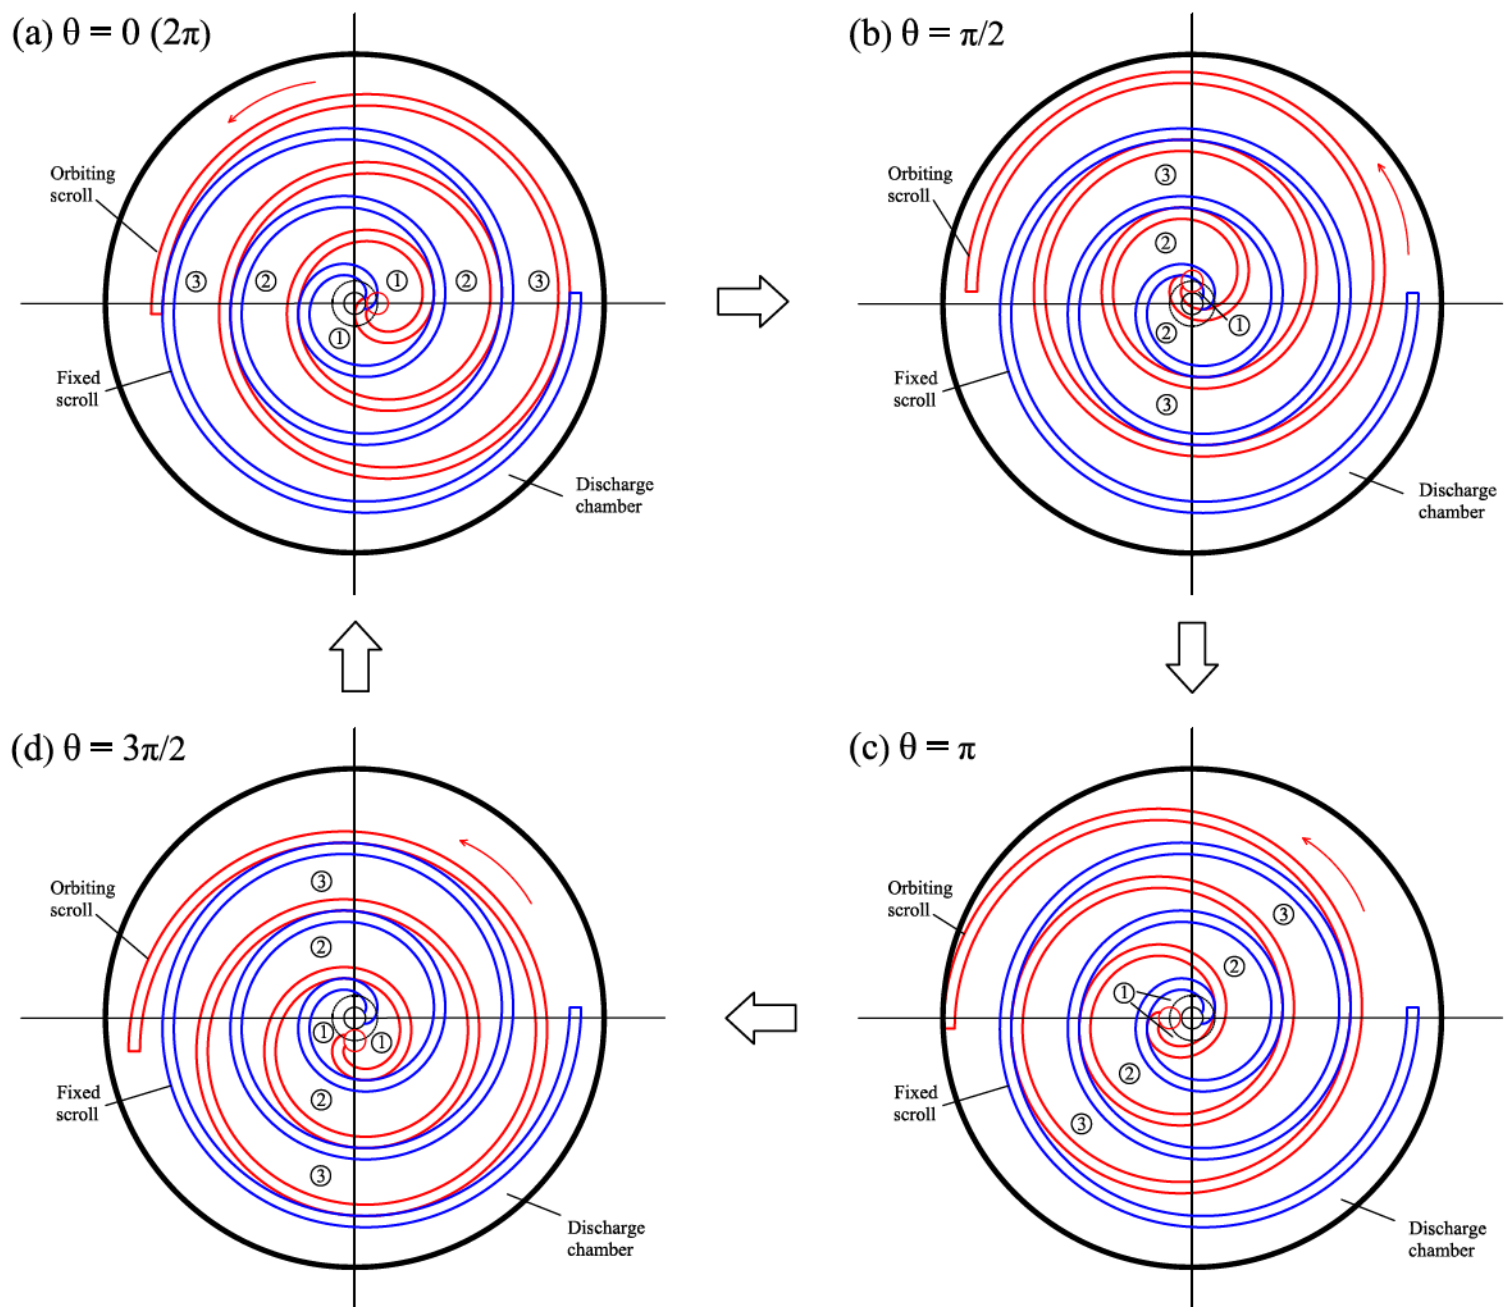 (a) θ = 0 (2π)
Orbiting
scroll
③ ② ① ② ③
①
Fixed
scroll
Discharge
chamber
(b) θ = π/2
Orbiting
scroll
③
②
② ①
Fixed
scroll
③
Discharge
chamber
(d) θ = 3π/2
Orbiting
scroll
③
②
① ①
Fixed
scroll
②
③
Discharge
chamber
(c) θ = π
Orbiting
scroll
③
②
①
②
Fixed
scroll
③
Discharge
chamber